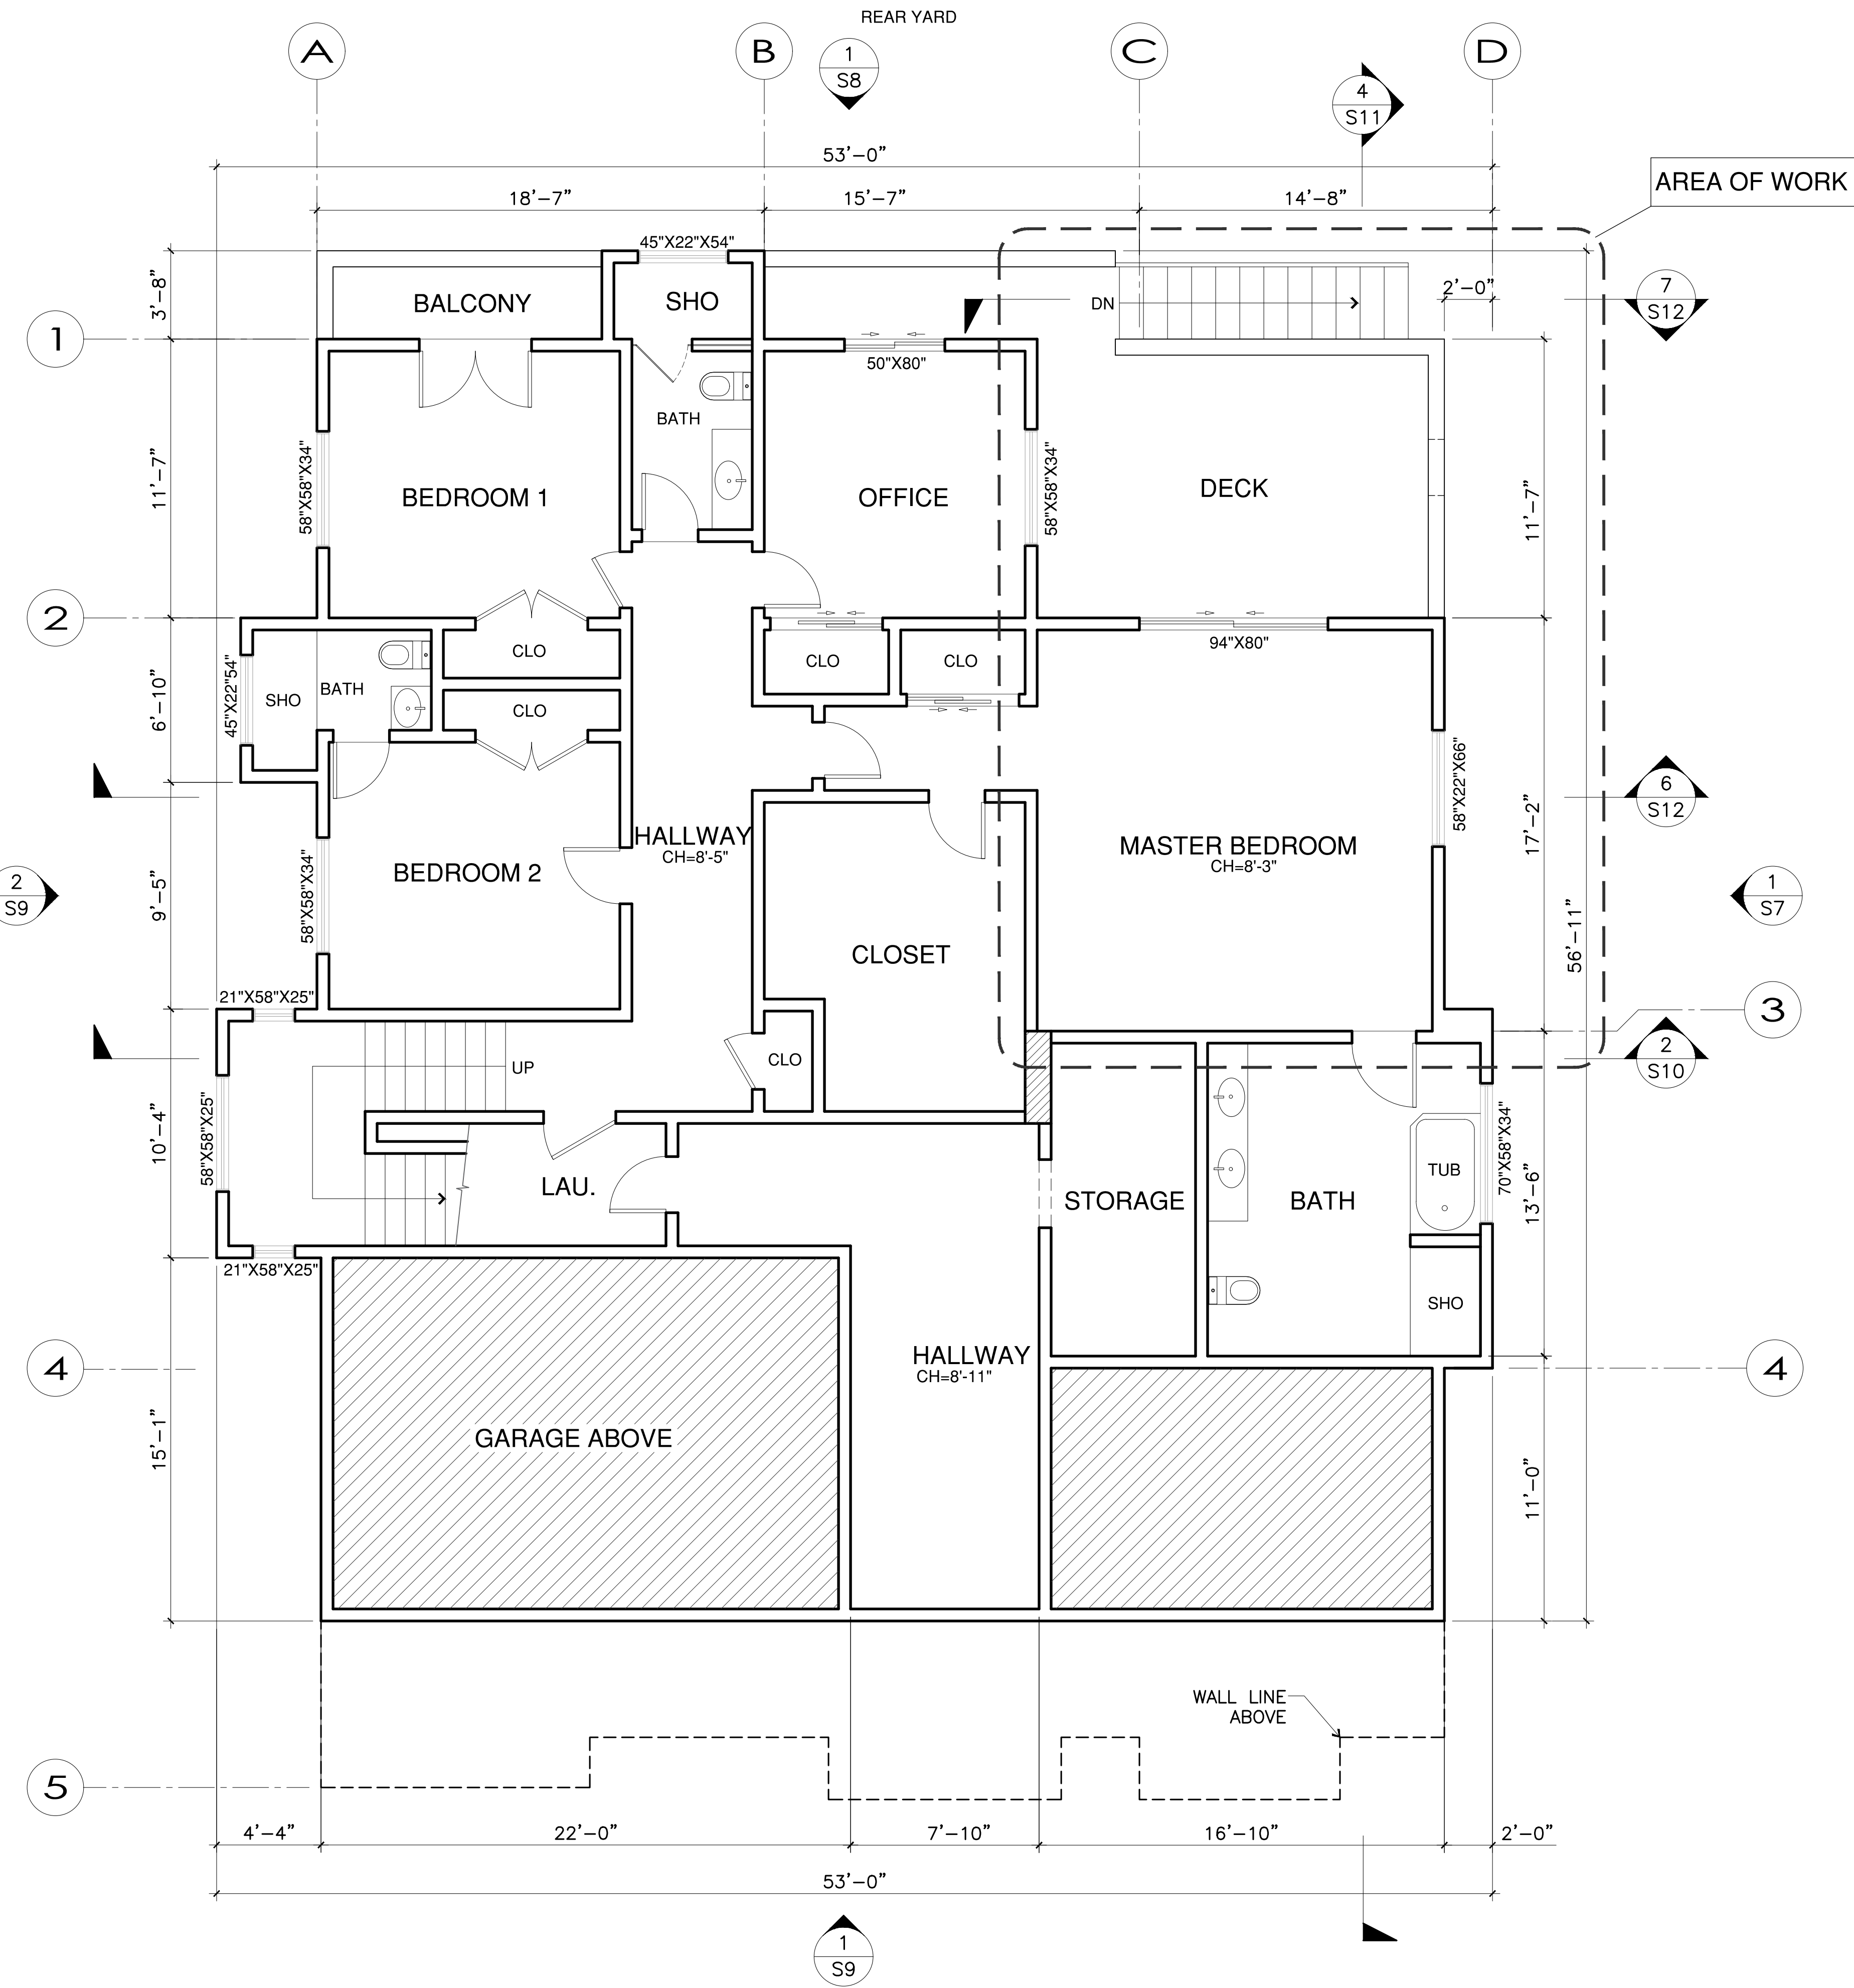 REAR YARD
A
B
C
D
1
S8
4
S11
53’−0”
AREA OF WORK
18’−7”
15’−7”
14’−8”
45"X22"X54"
3’−8”
BALCONY
SHO
DN
2’−0”
7
S12
1
50"X80"
BATH
11’−7”
58"X58"X34"
BEDROOM 1
OFFICE
58"X58"X34"
DECK
11’−7”
2
94"X80"
CLO
CLO
CLO
6’−10”
45"X22"54"
SHO
BATH
CLO
58"X22"X66"
6
S12
HALLWAY
CH=8'-5"
MASTER BEDROOM
CH=8'-3"
17’−2”
BEDROOM 2
2
S9
9’−5”
58"X58"X34"
1
S7
56’−11”
CLOSET
21"X58"X25"
3
2
S10
UP
CLO
10’−4”
58"X58"X25"
LAU.
STORAGE
BATH
TUB
70"X58"X34"
13’−6”
21"X58"X25"
SHO
HALLWAY
CH=8'-11"
4
4
15’−1”
GARAGE ABOVE
11’−0”
WALL LINE
ABOVE
5
4’−4”
22’−0”
7’−10”
16’−10”
2’−0”
53’−0”
1
S9